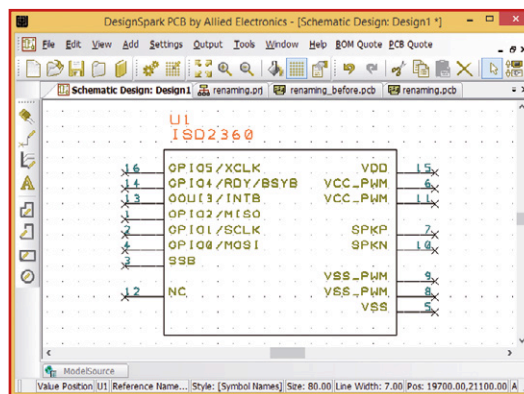 DesignSpark PCB by Allied Electronics - [Schematic Design: Design1 *]
File Edit View Add Settings Output Tools Window Help BOM Quote PCB Quote
Schematic Design: Design1 renaming.prj renaming_before.pcb renaming.pcb
U1
ISD2360
16 GPIO5/XCLK VDD 15
14 GPIO4/RDY/BSYB VCC_PWM 6
13 GOUI3/INTB VCC_PWM 11
1 GPIO2/MISO
2 GPIO1/SCLK SPKP 7
4 GPIO0/MOSI SPKN 10
3 SSB
VSS_PWM 9
12 NC VSS_PWM 8
VSS 5
ModelSource
Value Position U1 Reference Name... Style: [Symbol Names] Size: 80.00 Line Width: 7.00 Pos: 19700.00,21100.00 A